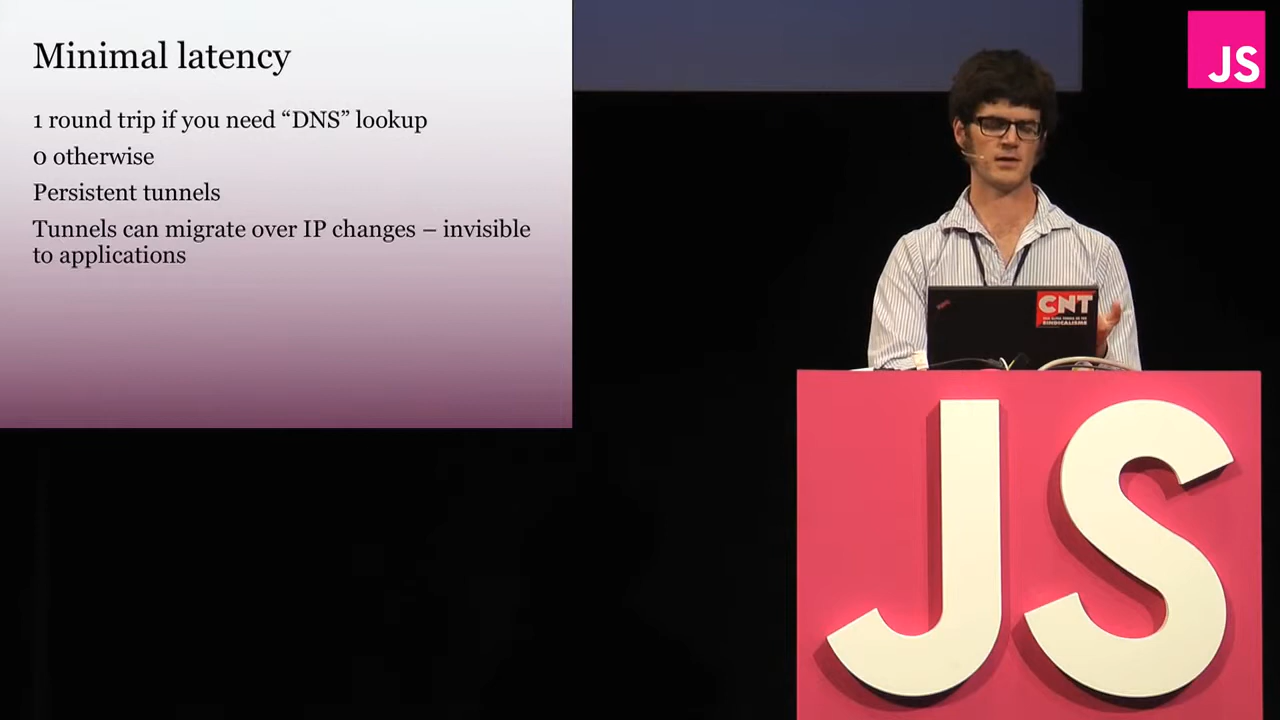 Minimal latency
1 round trip if you need “DNS” lookup
0 otherwise
Persistent tunnels
Tunnels can migrate over IP changes – invisible
to applications
JS
CNT
SINDICALISME
JS